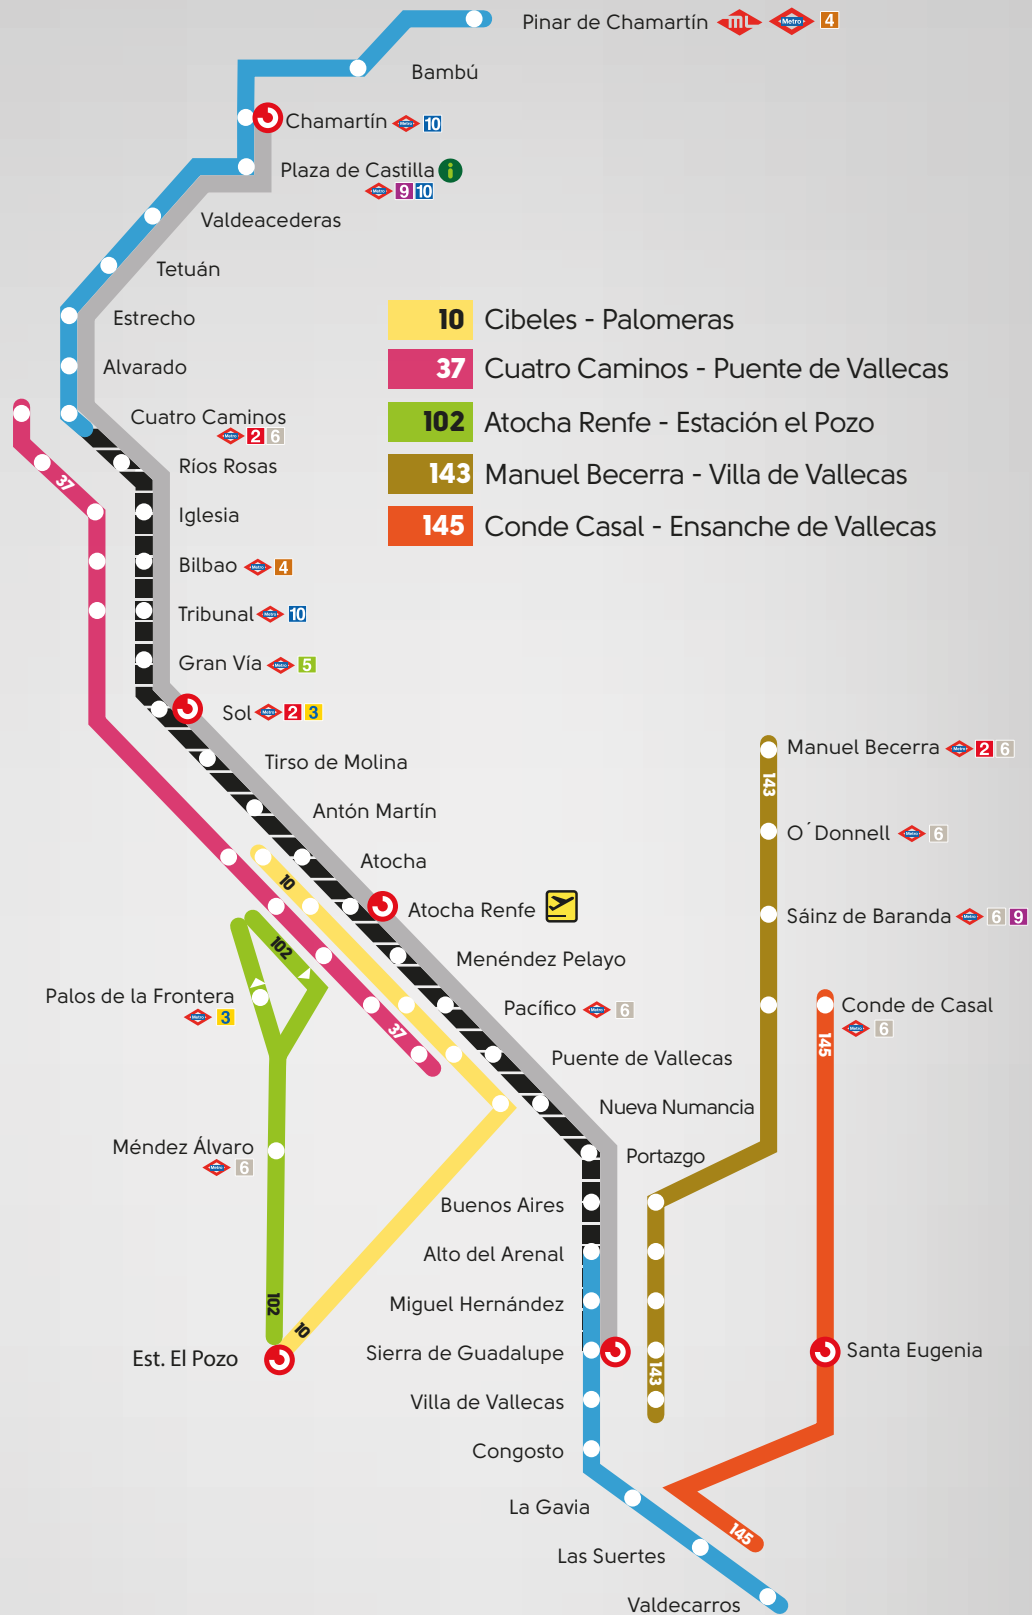 Pinar de Chamartín ML Metro 4
Bambú
Chamartín Metro 10
Plaza de Castilla i
Metro 9 10
Valdeacederas
Tetuán
Estrecho
10 Cibeles - Palomeras
Alvarado
37 Cuatro Caminos - Puente de Vallecas
Cuatro Caminos
Metro 2 6
102 Atocha Renfe - Estación el Pozo
Ríos Rosas
143 Manuel Becerra - Villa de Vallecas
37
Iglesia
145 Conde Casal - Ensanche de Vallecas
Bilbao Metro 4
Tribunal Metro 10
Gran Vía Metro 5
Sol Metro 2 3
Manuel Becerra Metro 2 6
Tirso de Molina
143
Antón Martín
O´Donnell Metro 6
Atocha
10
Atocha Renfe
Sáinz de Baranda Metro 6 9
102
Menéndez Pelayo
Palos de la Frontera
Metro 3
Pacífico Metro 6
Conde de Casal
Metro 6
37
145
Puente de Vallecas
Nueva Numancia
Méndez Álvaro
Metro 6
Portazgo
Buenos Aires
Alto del Arenal
Miguel Hernández
102
10
Est. El Pozo
Sierra de Guadalupe
Santa Eugenia
143
Villa de Vallecas
Congosto
La Gavia
145
Las Suertes
Valdecarros